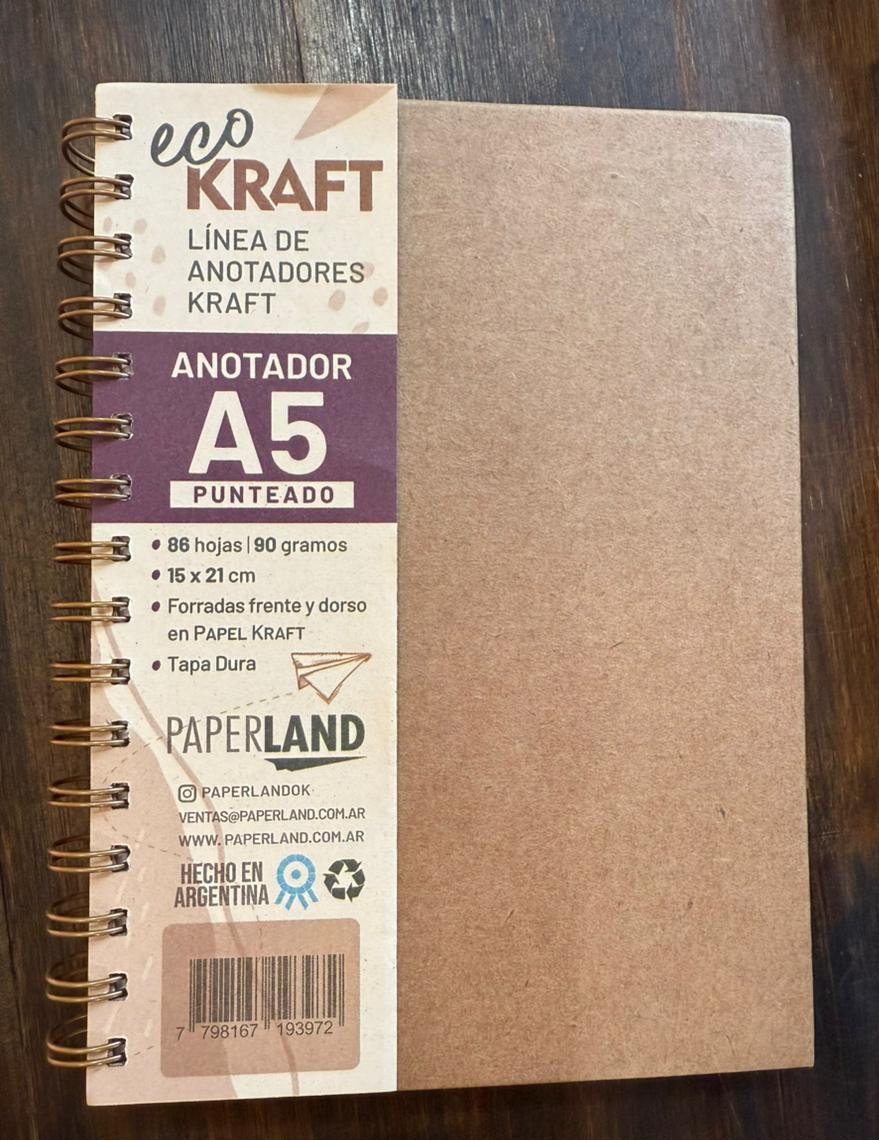 eco
KRAFT
LÍNEA DE
ANOTADORES
KRAFT
ANOTADOR
A5
PUNTEADO
• 86 hojas | 90 gramos
• 15 x 21 cm
• Forradas frente y dorso
en PAPEL KRAFT
• Tapa Dura
PAPERLAND
PAPERLANDOK
VENTAS@PAPERLAND.COM.AR
WWW. PAPERLAND.COM.AR
HECHO EN
ARGENTINA
7 798167 193972